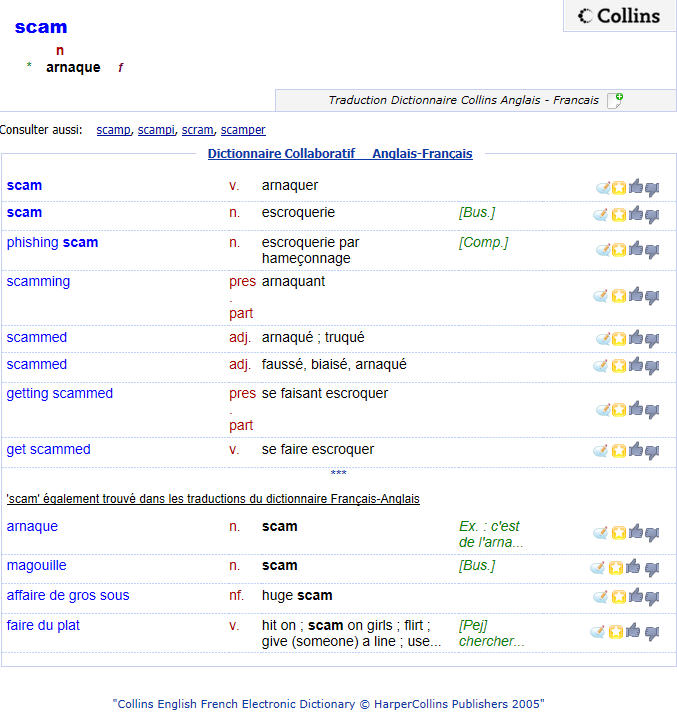 scam
Collins
n
* arnaque f
Traduction Dictionnaire Collins Anglais - Francais
Consulter aussi: scamp, scampi, scram, scamper
Dictionnaire Collaboratif Anglais-Français
scam v. arnaquer
scam n. escroquerie [Bus.]
phishing scam n. escroquerie par [Comp.]
hameçonnage
scamming pres arnaquant
.
part
scammed adj. arnaqué ; truqué
scammed adj. faussé, biaisé, arnaqué
getting scammed pres se faisant escroquer
.
part
get scammed v. se faire escroquer
***
'scam' également trouvé dans les traductions du dictionnaire Français-Anglais
arnaque n. scam Ex. : c'est
de l'arna...
magouille n. scam [Bus.]
affaire de gros sous nf. huge scam
faire du plat v. hit on ; scam on girls ; flirt ; [Pej]
give (someone) a line ; use... chercher...
"Collins English French Electronic Dictionary © HarperCollins Publishers 2005"